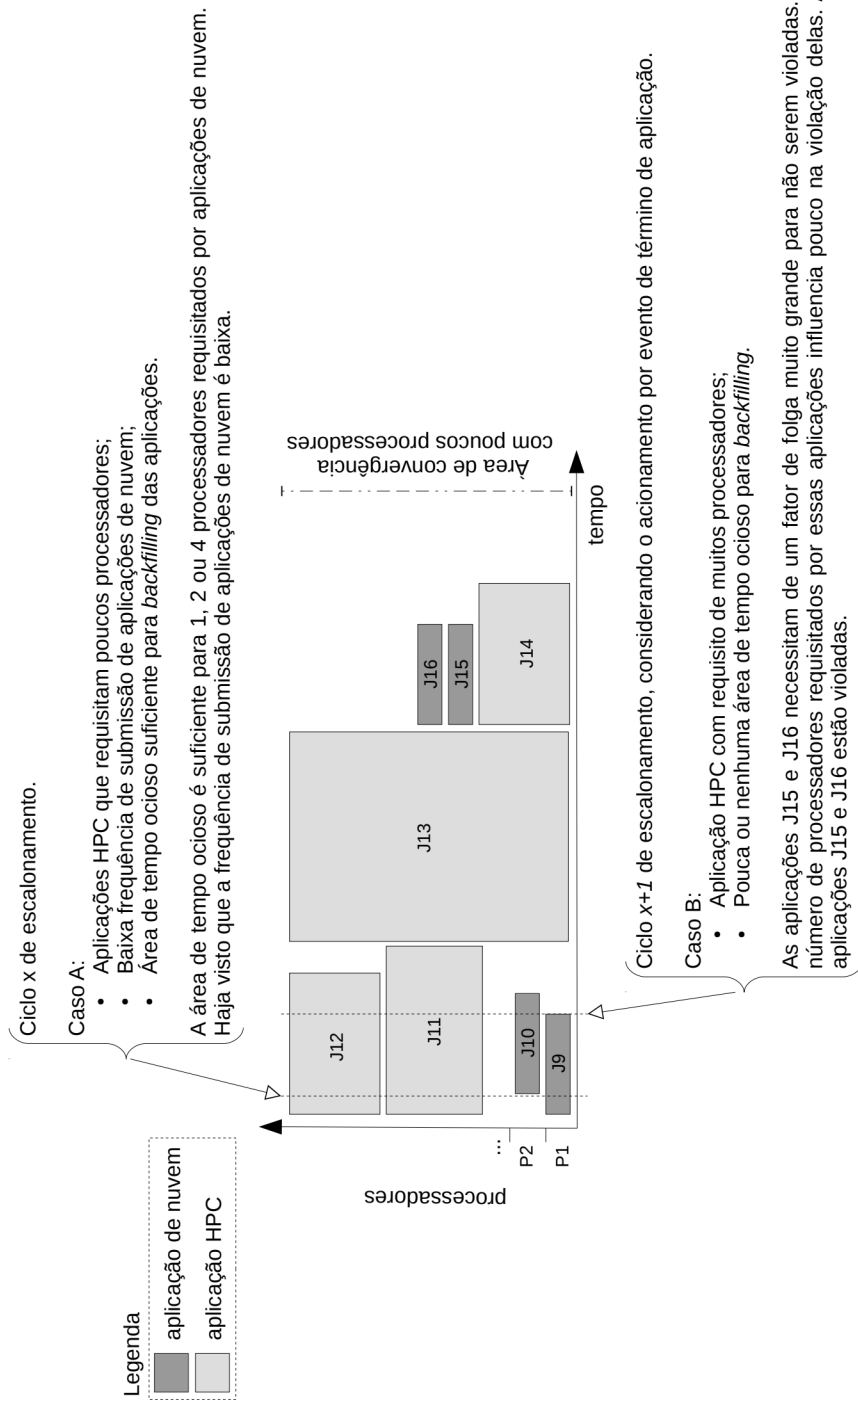 Ciclo x de escalonamento.
Caso A:
• Aplicações HPC que requisitam poucos processadores;
• Baixa frequência de submissão de aplicações de nuvem;
• Área de tempo ocioso suficiente para backfilling das aplicações.
A área de tempo ocioso é suficiente para 1, 2 ou 4 processadores requisitados por aplicações de nuvem.
Haja visto que a frequência de submissão de aplicações de nuvem é baixa.
Legenda
aplicação de nuvem
aplicação HPC
processadores
...
P2
P1
J12
J11
J10
J9
J13
J16
J15
J14
tempo
Àrea de convergência
com poucos processadores
Ciclo x+1 de escalonamento, considerando o acionamento por evento de término de aplicação.
Caso B:
• Aplicação HPC com requisito de muitos processadores;
• Pouca ou nenhuma área de tempo ocioso para backfilling.
As aplicações J15 e J16 necessitam de um fator de folga muito grande para não serem violadas.
número de processadores requisitados por essas aplicações influencia pouco na violação delas.
aplicações J15 e J16 estão violadas.